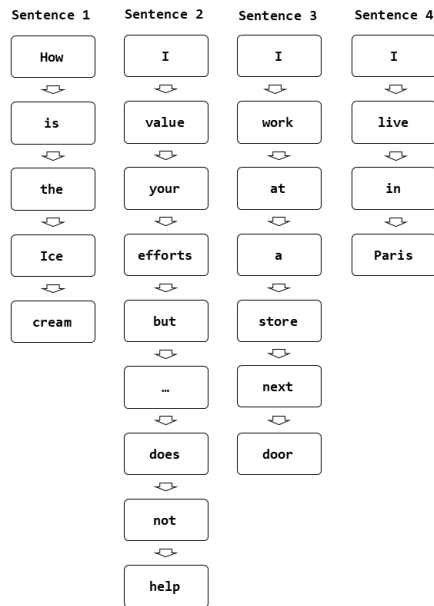 Sentence 1
How
is
the
Ice
cream
Sentence 2
I
value
your
efforts
but
…
does
not
help
Sentence 3
I
work
at
a
store
next
door
Sentence 4
I
live
in
Paris